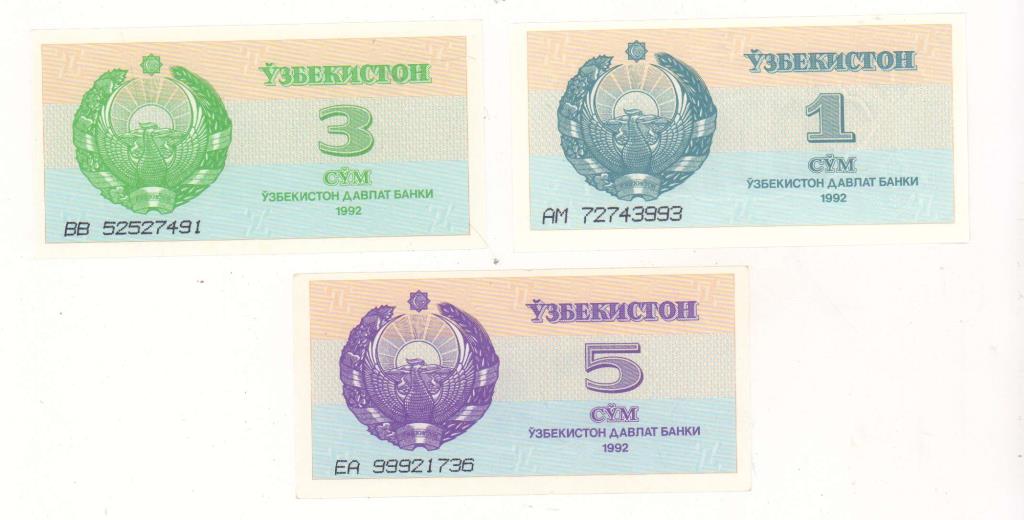 ЎЗБЕКИСТОН
3
СЎМ
ЎЗБЕКИСТОН ДАВЛАТ БАНКИ
1992
ВВ 52527491
ЎЗБЕКИСТОН
1
СЎМ
ЎЗБЕКИСТОН ДАВЛАТ БАНКИ
1992
АМ 72743993
ЎЗБЕКИСТОН
5
СЎМ
ЎЗБЕКИСТОН ДАВЛАТ БАНКИ
1992
ЕА 99921736